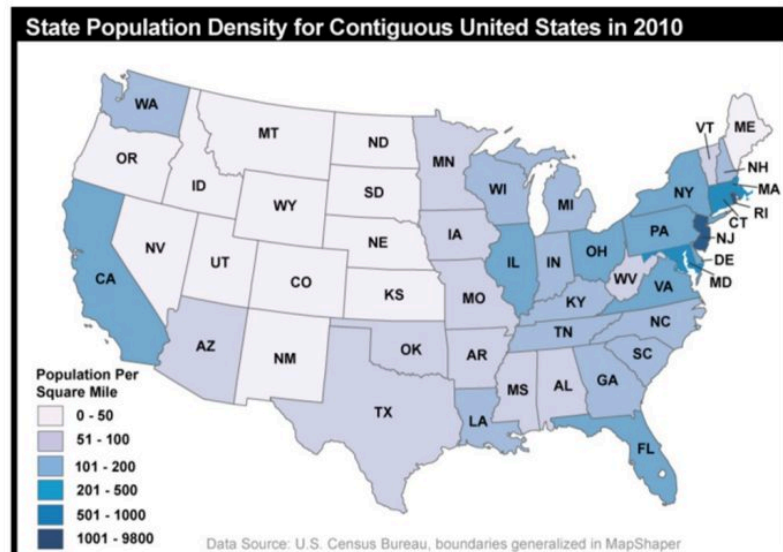 State Population Density for Contiguous United States in 2010
WA
MT
ND
MN
VT
ME
OR
ID
SD
WI
MI
NY
NH
MA
WY
RI
CT
NV
NE
IA
PA
NJ
CA
UT
CO
IL
IN
OH
DE
MD
KS
MO
WV
VA
KY
AZ
NM
OK
AR
TN
NC
SC
TX
MS
AL
GA
LA
FL
Population Per
Square Mile
0 - 50
51 - 100
101 - 200
201 - 500
501 - 1000
1001 - 9800
Data Source: U.S. Census Bureau, boundaries generalized in MapShaper